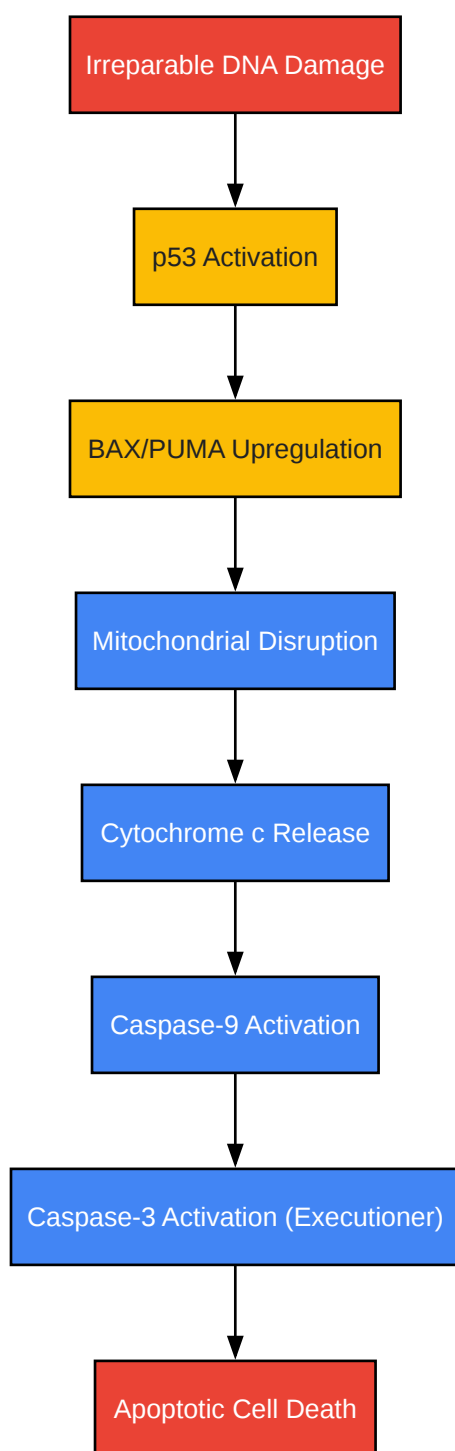 Irreparable DNA Damage
p53 Activation
BAX/PUMA Upregulation
Mitochondrial Disruption
Cytochrome c Release
Caspase-9 Activation
Caspase-3 Activation (Executioner)
Apoptotic Cell Death